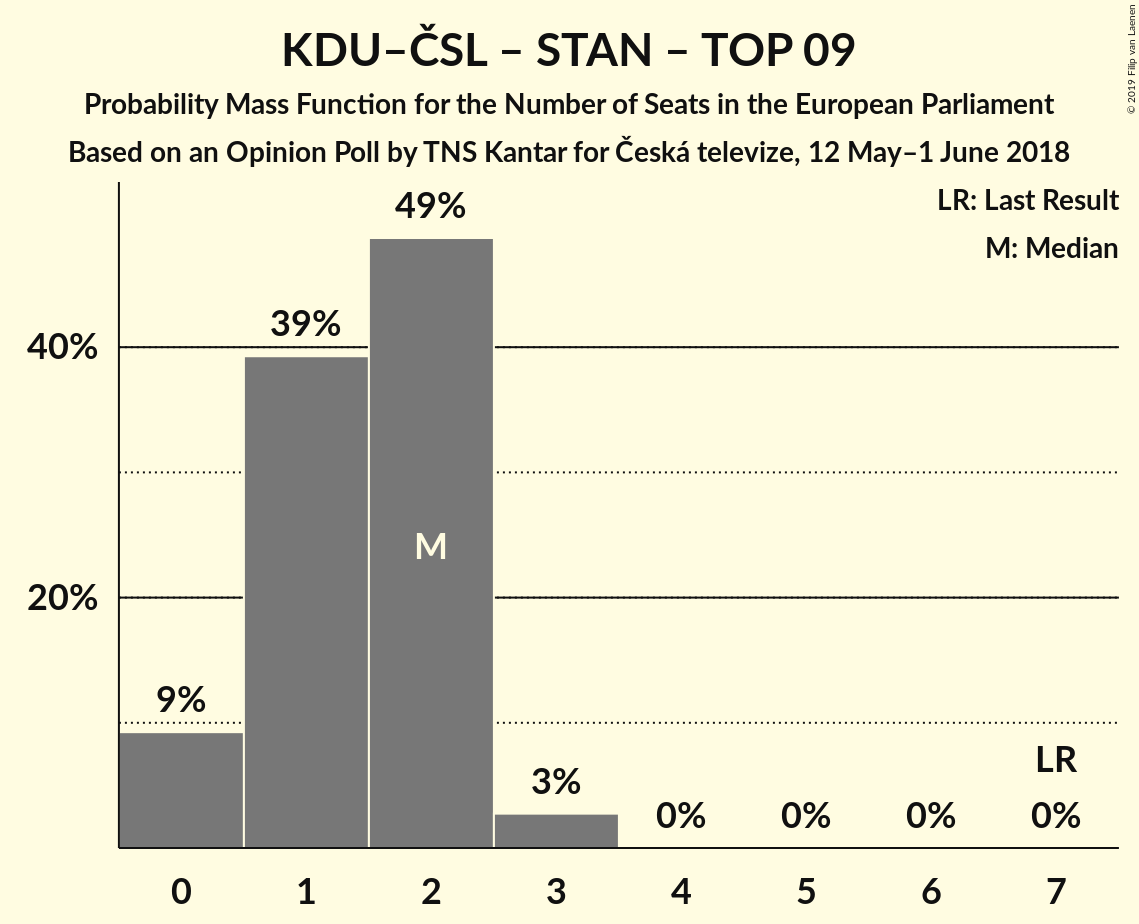 KDU–ČSL – STAN – TOP 09
Probability Mass Function for the Number of Seats in the European Parliament
Based on an Opinion Poll by TNS Kantar for Česká televize, 12 May–1 June 2018
© 2019 Filip van Laenen
LR: Last Result
M: Median
49%
39%
40%
M
20%
9%
3%
LR
0% 0% 0% 0%
0 1 2 3 4 5 6 7